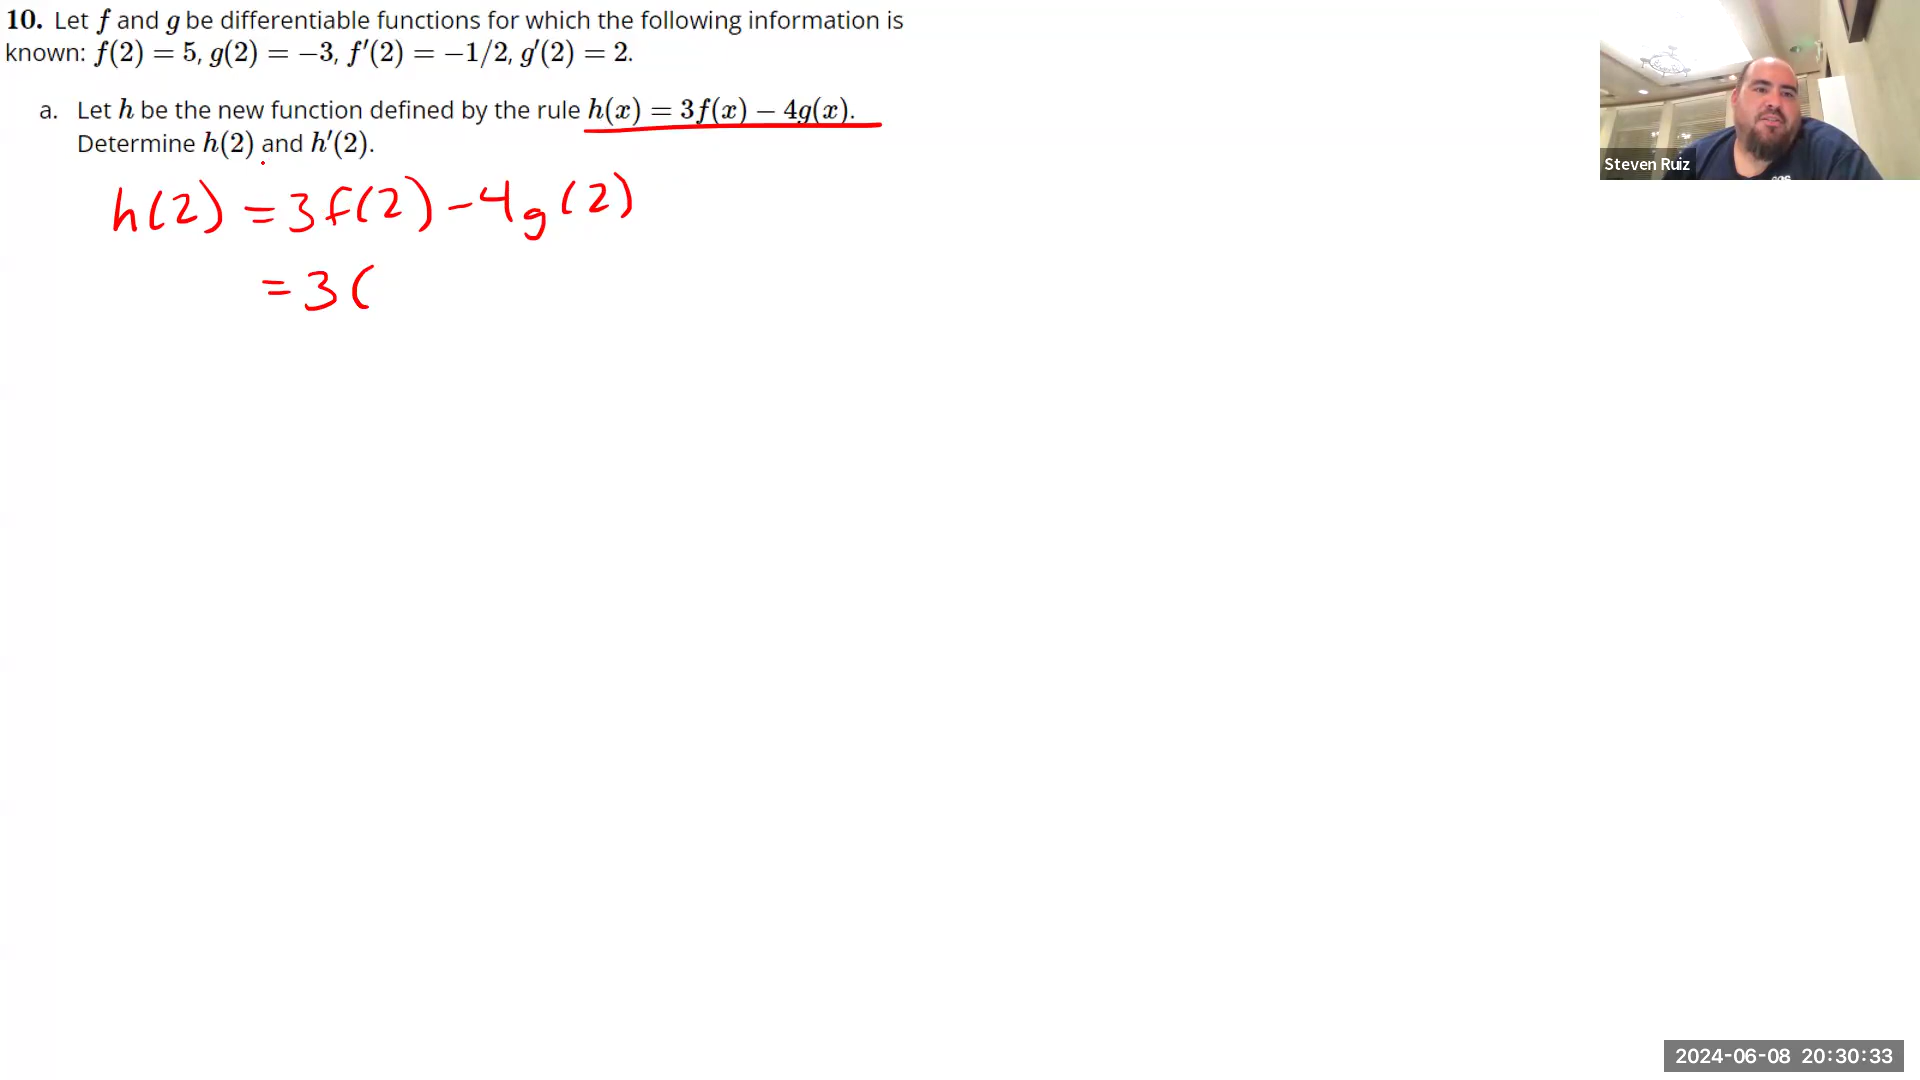 10. Let f and g be differentiable functions for which the following information is
known: f(2) = 5, g(2) = −3, f′(2) = −1/2, g′(2) = 2.
a. Let h be the new function defined by the rule h(x) = 3f(x) − 4g(x).
Determine h(2) and h′(2).
h(2) = 3f(2) - 4g(2)
= 3(
Steven Ruiz
2024-06-08 20:30:33